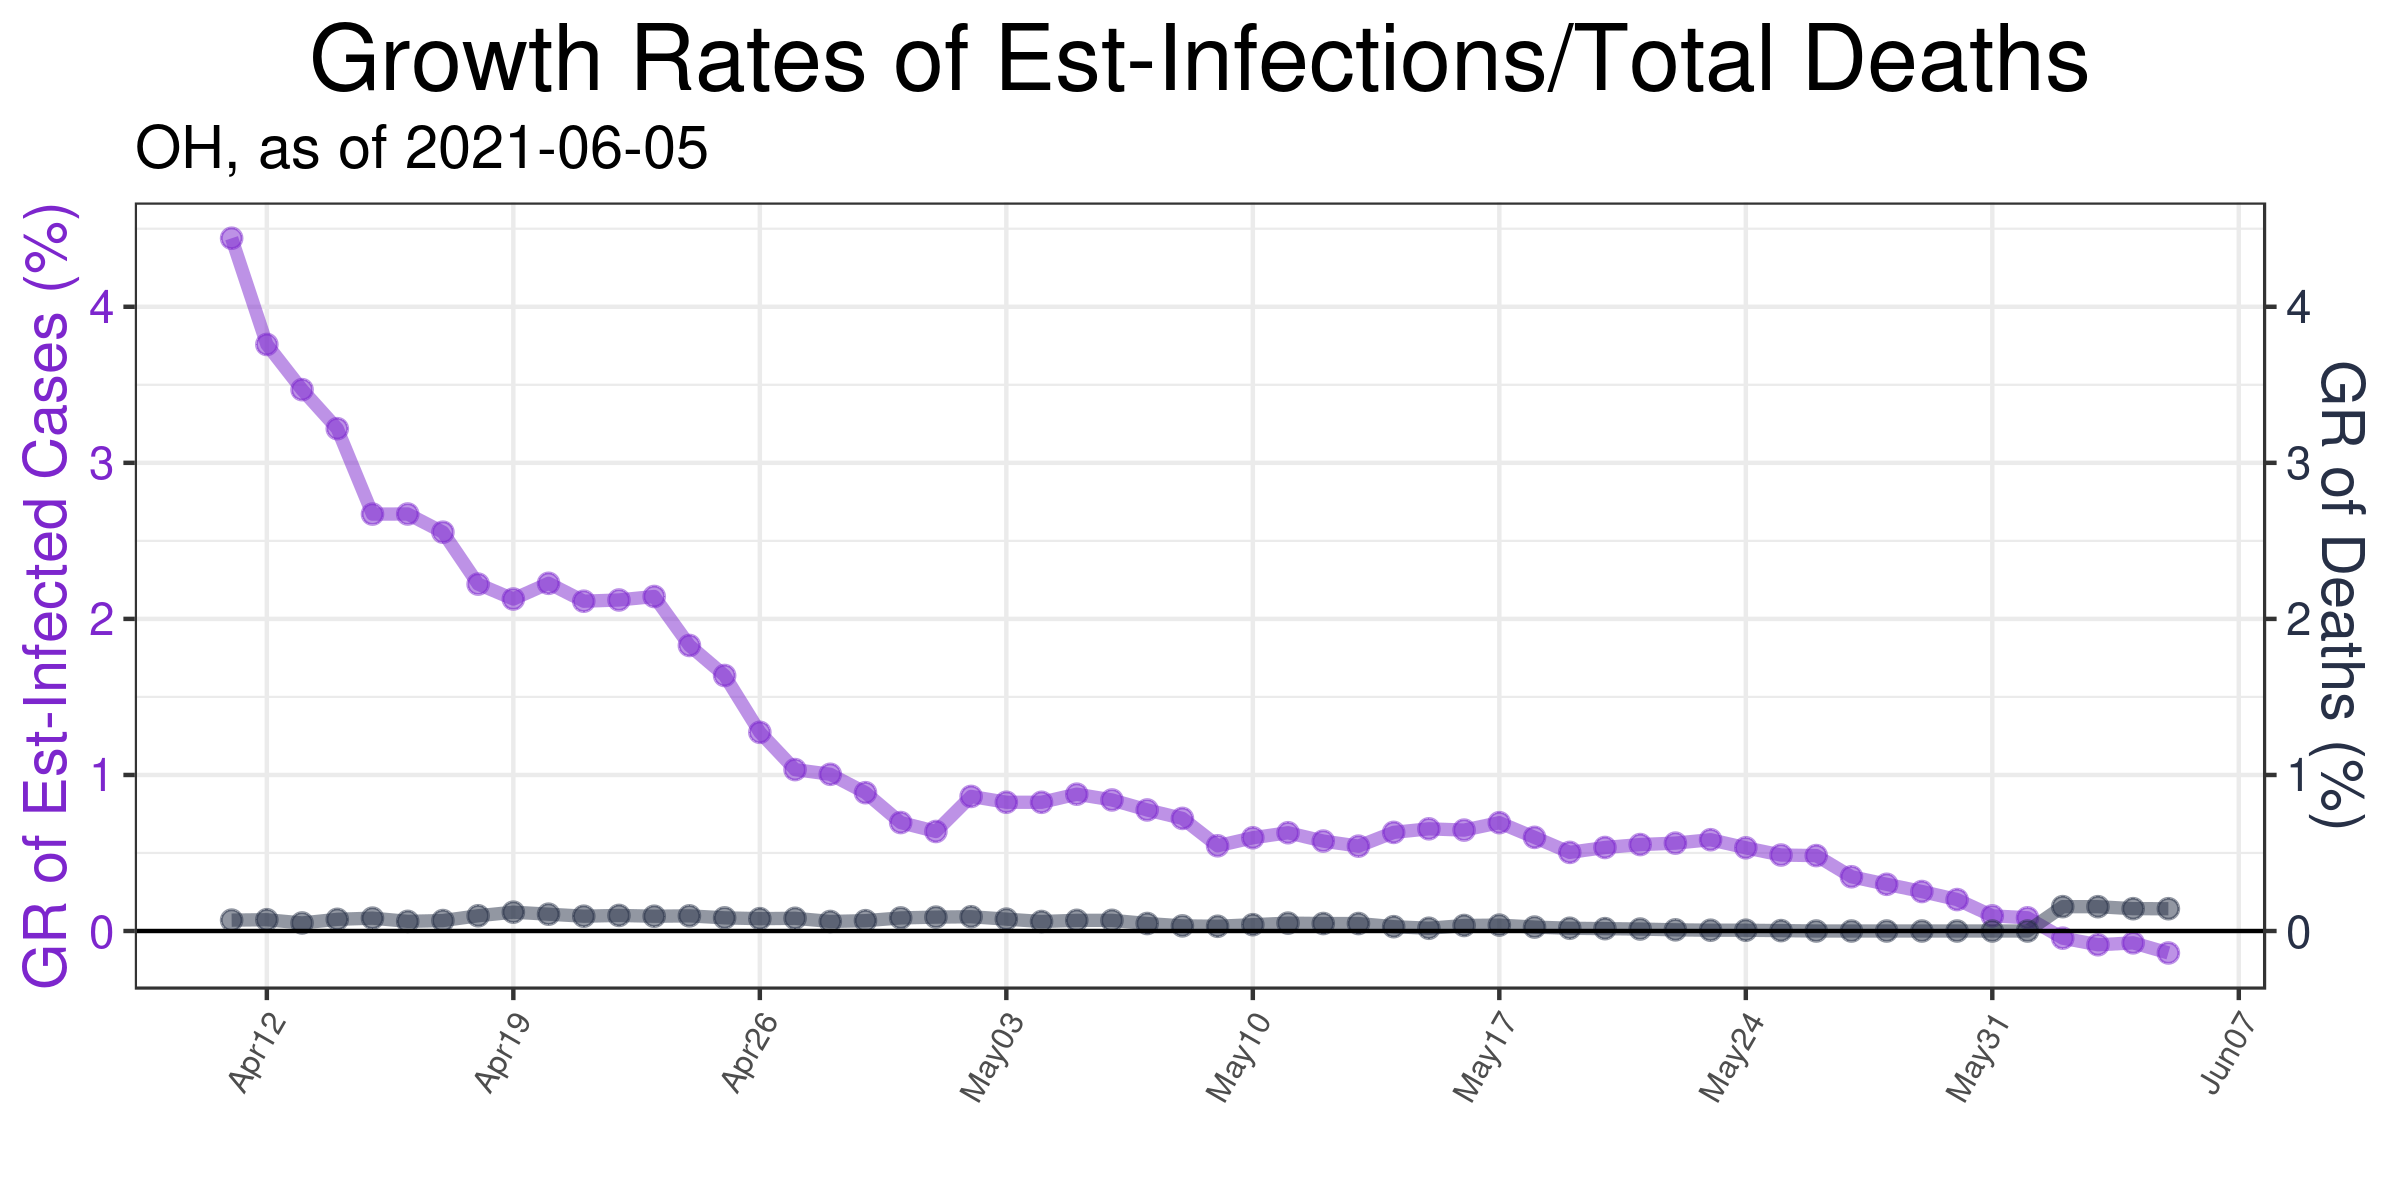 Growth Rates of Est-Infections/Total Deaths
OH, as of 2021-06-05
GR of Est-Infected Cases (%)
4
3
2
1
0
4
3
2
1
0
GR of Deaths (%)
Apr12 Apr19 Apr26 May03 May10 May17 May24 May31 Jun07